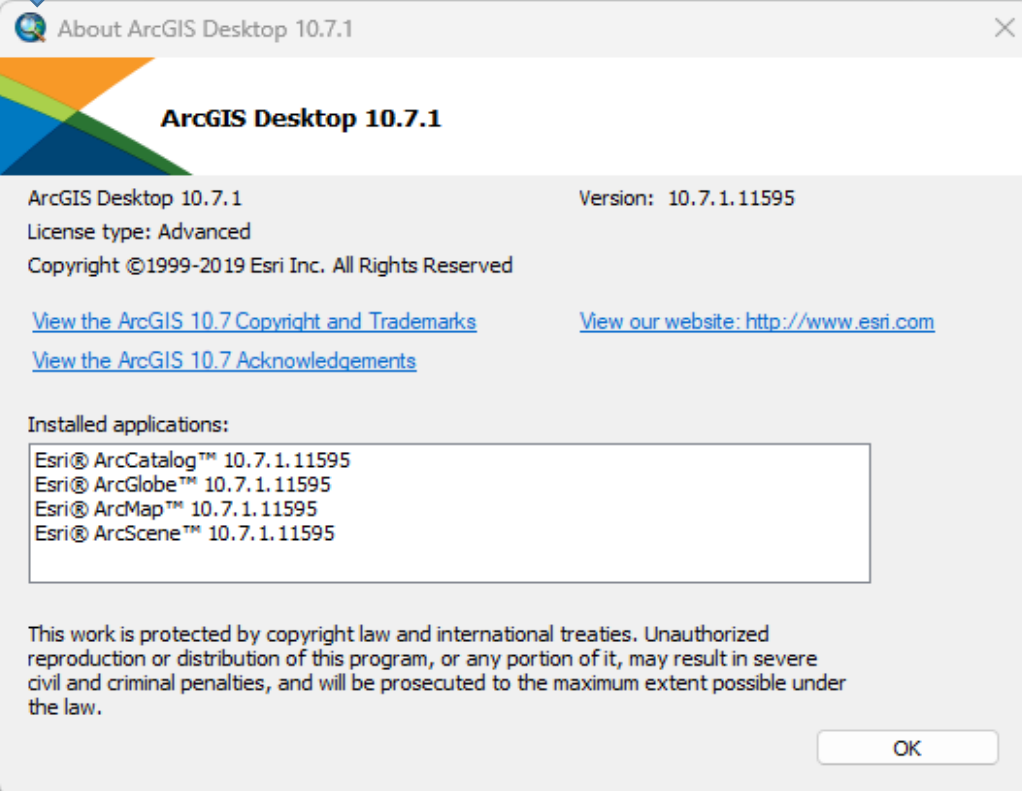 About ArcGIS Desktop 10.7.1
ArcGIS Desktop 10.7.1
ArcGIS Desktop 10.7.1
Version: 10.7.1.11595
License type: Advanced
Copyright ©1999-2019 Esri Inc. All Rights Reserved
View the ArcGIS 10.7 Copyright and Trademarks
View our website: http://www.esri.com
View the ArcGIS 10.7 Acknowledgements
Installed applications:
Esri® ArcCatalog™ 10.7.1.11595
Esri® ArcGlobe™ 10.7.1.11595
Esri® ArcMap™ 10.7.1.11595
Esri® ArcScene™ 10.7.1.11595
This work is protected by copyright law and international treaties. Unauthorized
reproduction or distribution of this program, or any portion of it, may result in severe
civil and criminal penalties, and will be prosecuted to the maximum extent possible under
the law.
OK